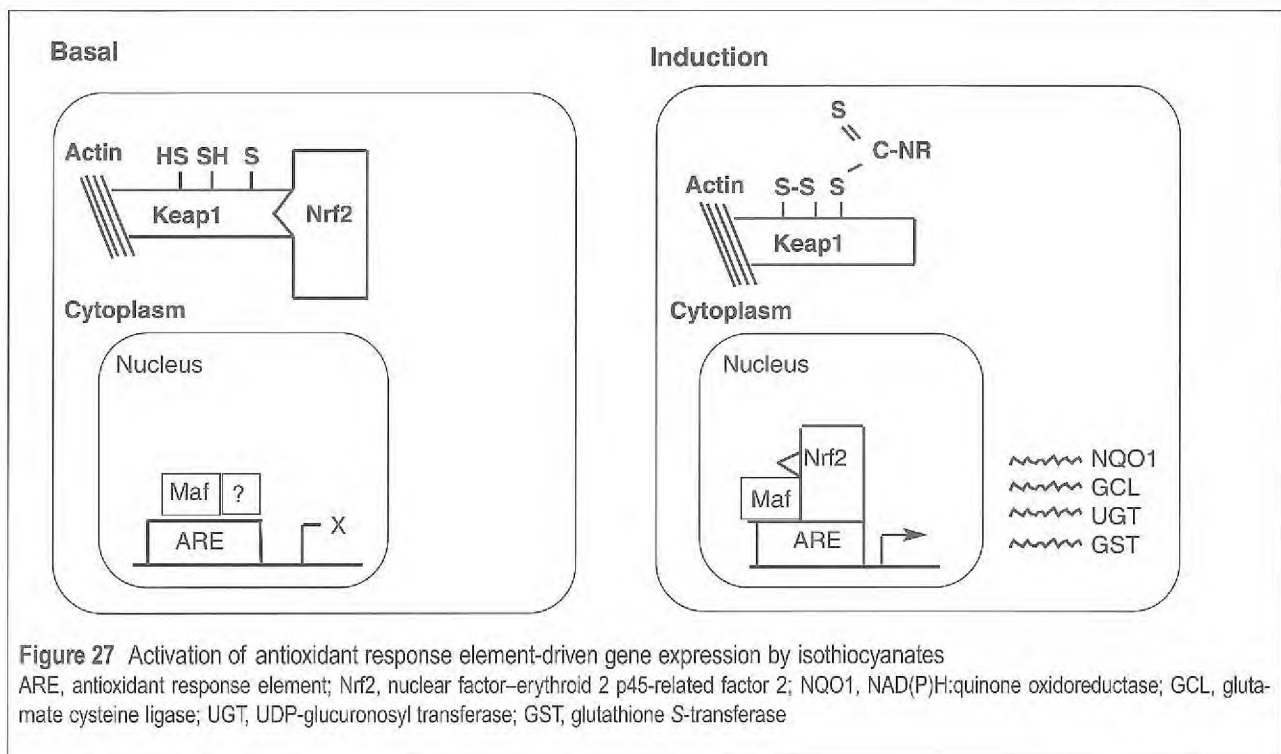 Basal
Actin HS SH S
Keap1 Nrf2
Cytoplasm
Nucleus
Maf ?
ARE X
Induction
S
C-NR
Actin S-S S
Keap1
Cytoplasm
Nucleus
Nrf2
Maf
ARE
NQO1
GCL
UGT
GST
Figure 27 Activation of antioxidant response element-driven gene expression by isothiocyanates
ARE, antioxidant response element; Nrf2, nuclear factor–erythroid 2 p45-related factor 2; NQO1, NAD(P)H:quinone oxidoreductase; GCL, gluta-
mate cysteine ligase; UGT, UDP-glucuronosyl transferase; GST, glutathione S-transferase